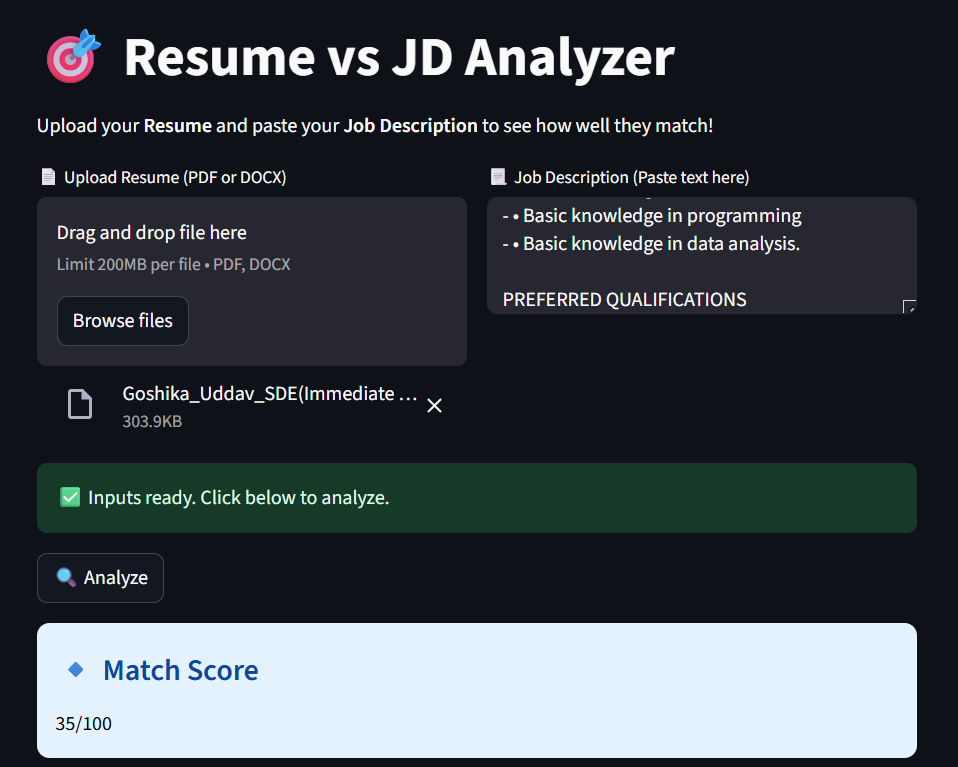 Resume vs JD Analyzer
Upload your Resume and paste your Job Description to see how well they match!
Upload Resume (PDF or DOCX)
Drag and drop file here
Limit 200MB per file • PDF, DOCX
Browse files
Goshika_Uddav_SDE(Immediate ...
303.9KB
Job Description (Paste text here)
- • Basic knowledge in programming
- • Basic knowledge in data analysis.
PREFERRED QUALIFICATIONS
Inputs ready. Click below to analyze.
Analyze
Match Score
35/100